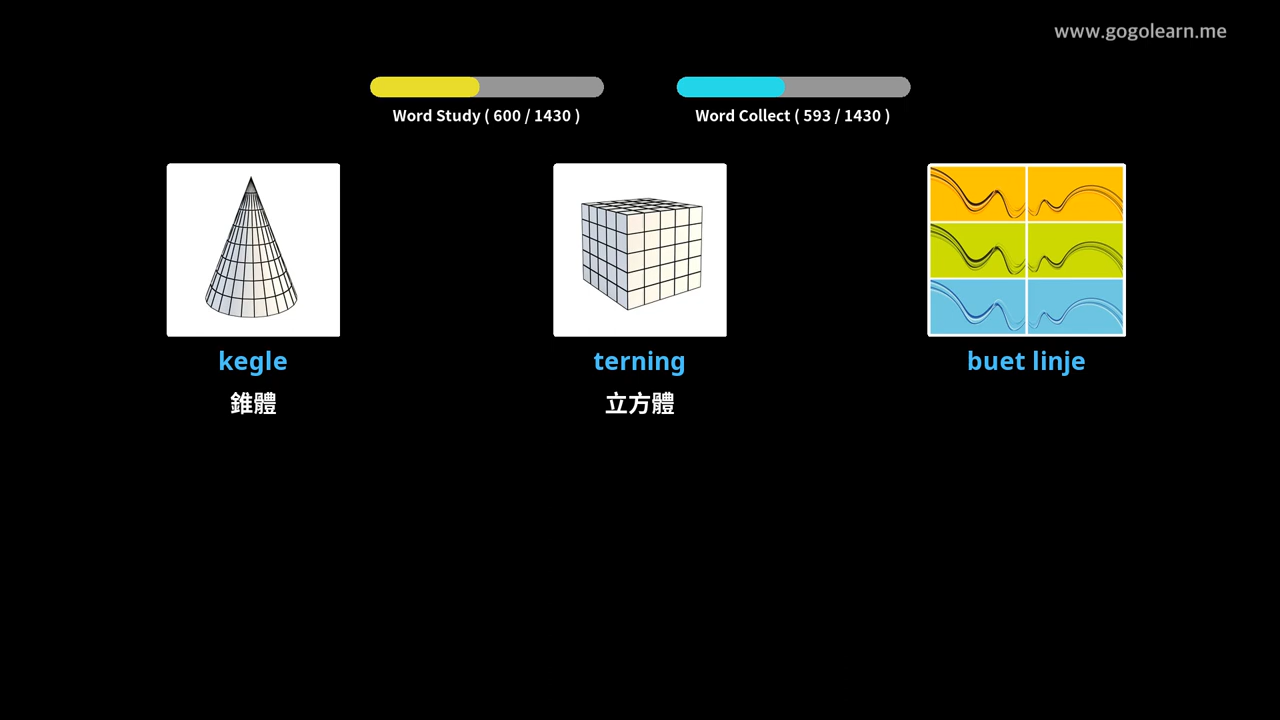 www.gogolearn.me
Word Study ( 600 / 1430 )
Word Collect ( 593 / 1430 )
kegle
terning
buet linje
錐體
立方體